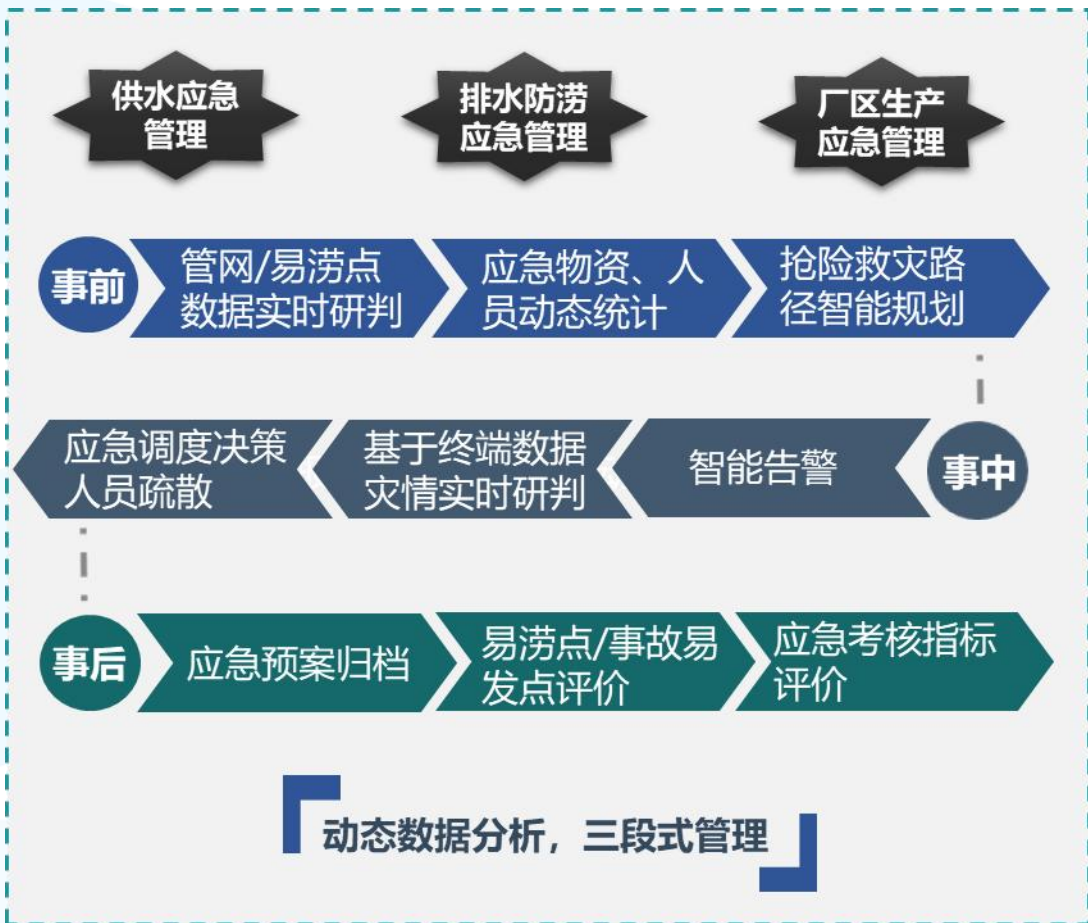 供水应急
管理
排水防涝
应急管理
厂区生产
应急管理
事前
管网/易涝点
数据实时研判
应急物资、人
员动态统计
抢险救灾路
径智能规划
事中
智能告警
基于终端数据
灾情实时研判
应急调度决策
人员疏散
事后
应急预案归档
易涝点/事故易
发点评价
应急考核指标
评价
动态数据分析，三段式管理